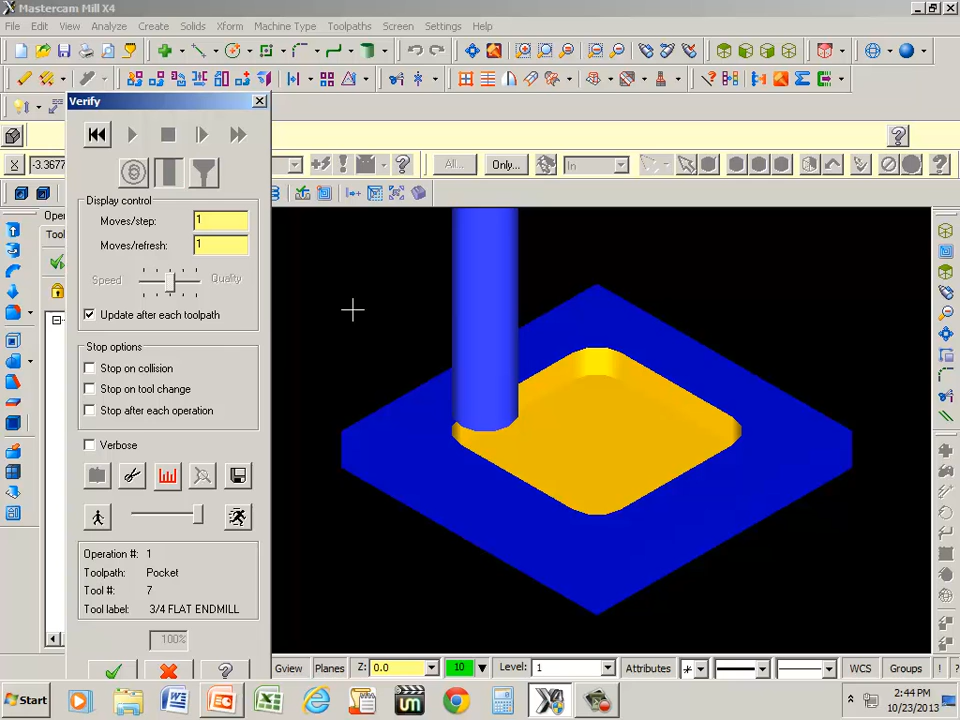 Mastercam Mill X4
File Edit View Analyze Create Solids Xform Machine Type Toolpaths Screen Settings Help
Verify
-3.3677
All... Only... In
Display control
Moves/step: 1
Ope
Tool
Moves/refresh: 1
Speed Quality
Update after each toolpath
Stop options
Stop on collision
Stop on tool change
Stop after each operation
Verbose
Operation #: 1
Toolpath: Pocket
Tool #: 7
Tool label: 3/4 FLAT ENDMILL
100%
Gview Planes Z: 0.0 10 Level: 1 Attributes WCS Groups ! ?
Start
2:44 PM
10/23/2013